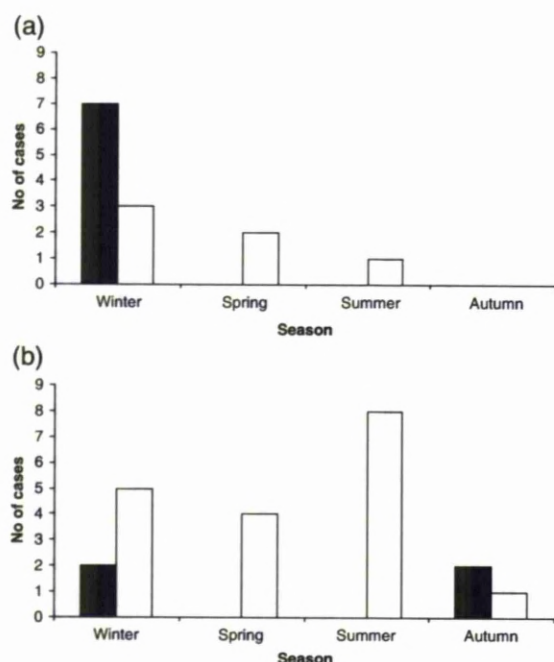 (a)
9
8
7
6
5
4
3
2
1
0
No of cases
Winter Spring Summer Autumn
Season
(b)
9
8
7
6
5
4
3
2
1
0
No of cases
Winter Spring Summer Autumn
Season